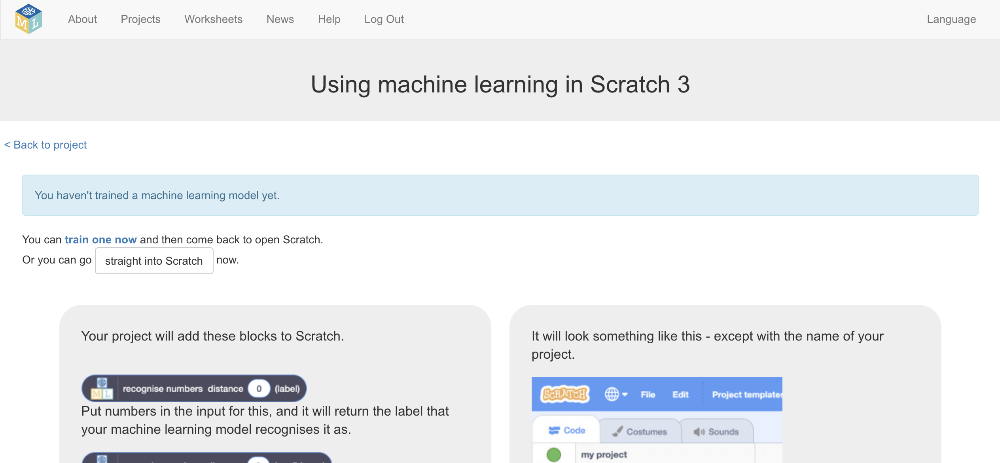 M L
About Projects Worksheets News Help Log Out Language
Using machine learning in Scratch 3
< Back to project
You haven't trained a machine learning model yet.
You can train one now and then come back to open Scratch.
Or you can go straight into Scratch now.
Your project will add these blocks to Scratch.
M L recognise numbers distance 0 (label)
Put numbers in the input for this, and it will return the label that
your machine learning model recognises it as.
It will look something like this - except with the name of your
project.
SCRATCH File Edit Project templates
Code Costumes Sounds
my project